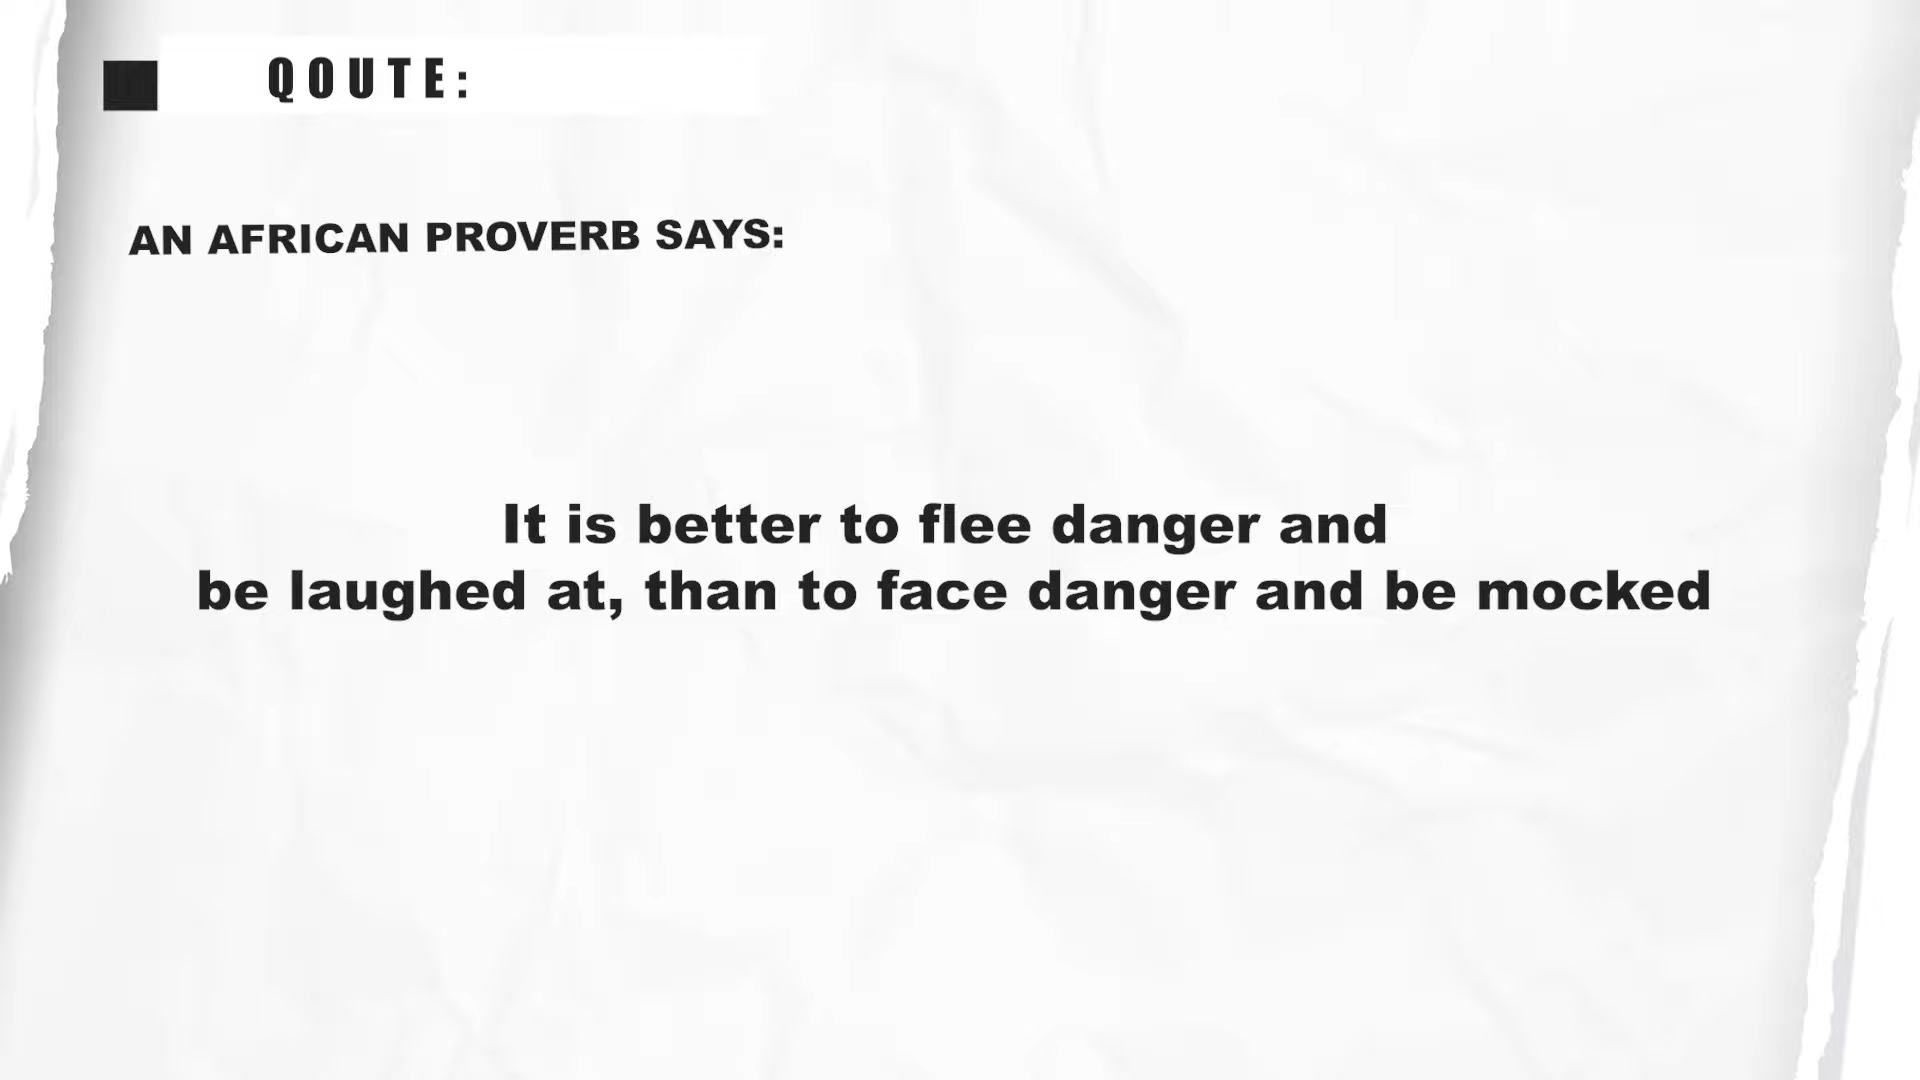 QOUTE:
AN AFRICAN PROVERB SAYS:
It is better to flee danger and
be laughed at, than to face danger and be mocked